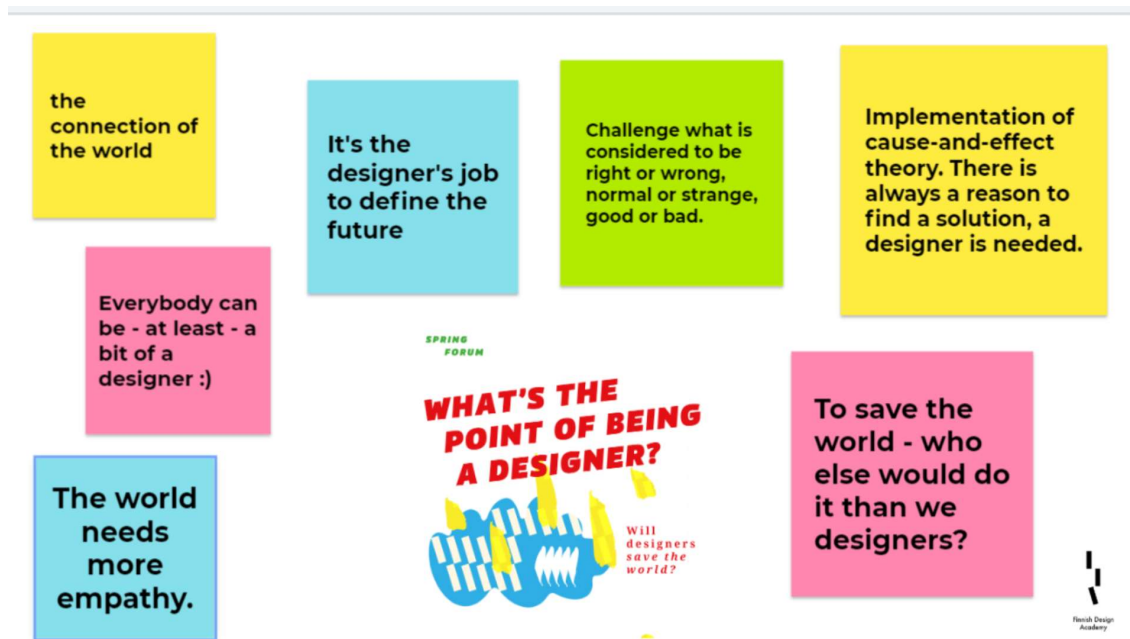 the
connection of
the world
It's the
designer's job
to define the
future
Challenge what is
considered to be
right or wrong,
normal or strange,
good or bad.
Implementation of
cause-and-effect
theory. There is
always a reason to
find a solution, a
designer is needed.
Everybody can
be - at least - a
bit of a
designer :)
SPRING
FORUM
WHAT'S THE
POINT OF BEING
A DESIGNER?
Will
designers
save the
world?
To save the
world - who
else would do
it than we
designers?
The world
needs
more
empathy.
Finnish Design
Academy